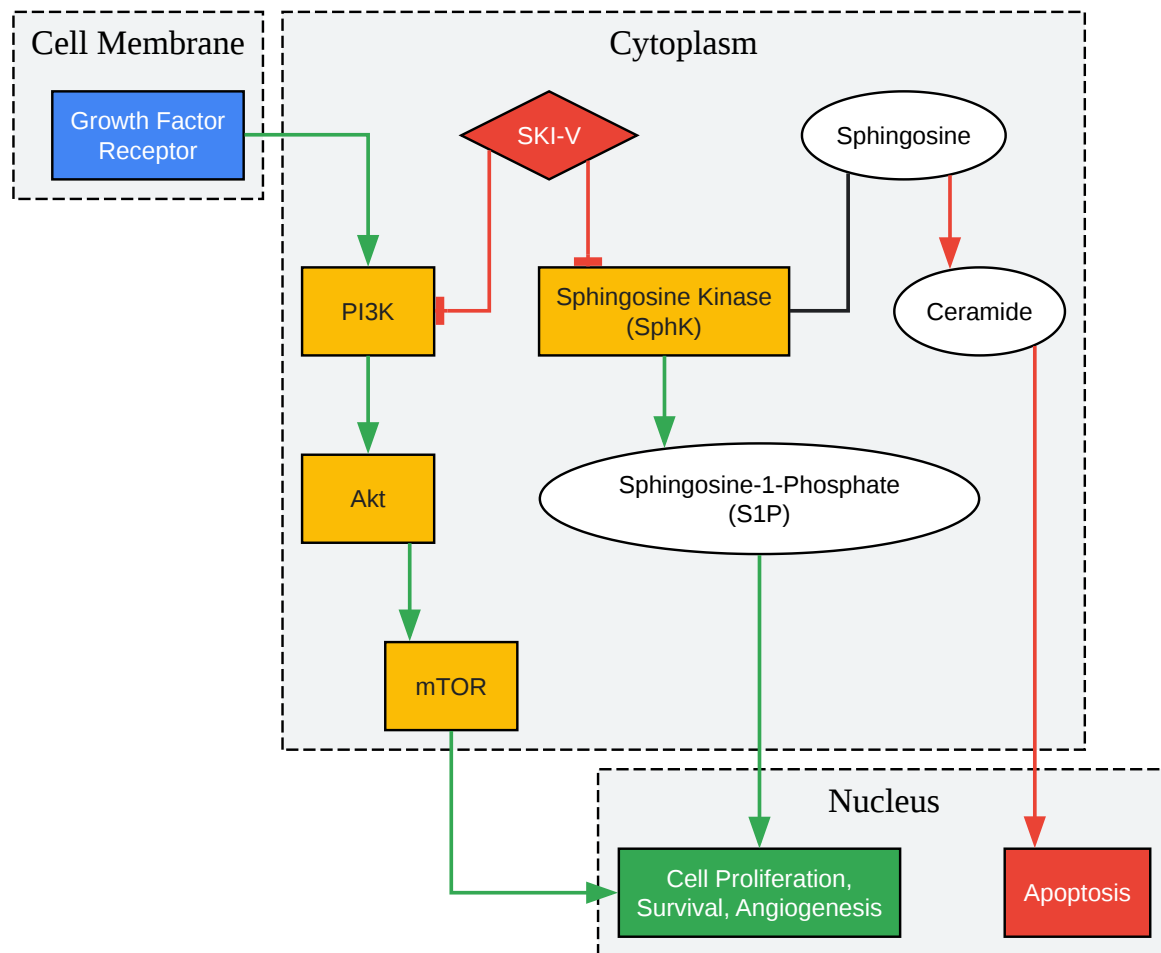 Cell Membrane
Growth Factor
Receptor
Cytoplasm
SKI-V
Sphingosine
PI3K
Sphingosine Kinase
(SphK)
Ceramide
Akt
Sphingosine-1-Phosphate
(S1P)
mTOR
Nucleus
Cell Proliferation,
Survival, Angiogenesis
Apoptosis